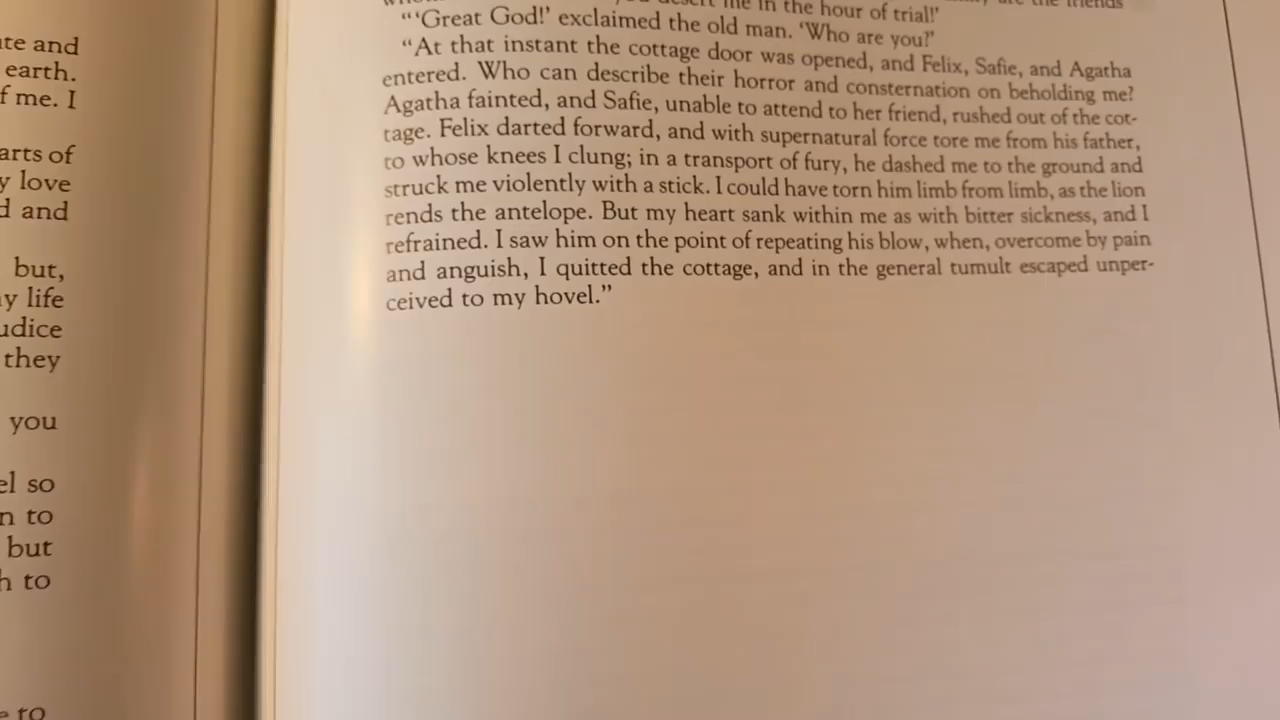 ate and
earth.
f me. I
arts of
y love
d and
but,
ny life
udice
they
you
el so
n to
but
h to
e to
me in the hour of trial!'
“‘Great God!’ exclaimed the old man. ‘Who are you?’
“At that instant the cottage door was opened, and Felix, Safie, and Agatha
entered. Who can describe their horror and consternation on beholding me?
Agatha fainted, and Safie, unable to attend to her friend, rushed out of the cot-
tage. Felix darted forward, and with supernatural force tore me from his father,
to whose knees I clung; in a transport of fury, he dashed me to the ground and
struck me violently with a stick. I could have torn him limb from limb, as the lion
rends the antelope. But my heart sank within me as with bitter sickness, and I
refrained. I saw him on the point of repeating his blow, when, overcome by pain
and anguish, I quitted the cottage, and in the general tumult escaped unper-
ceived to my hovel.”